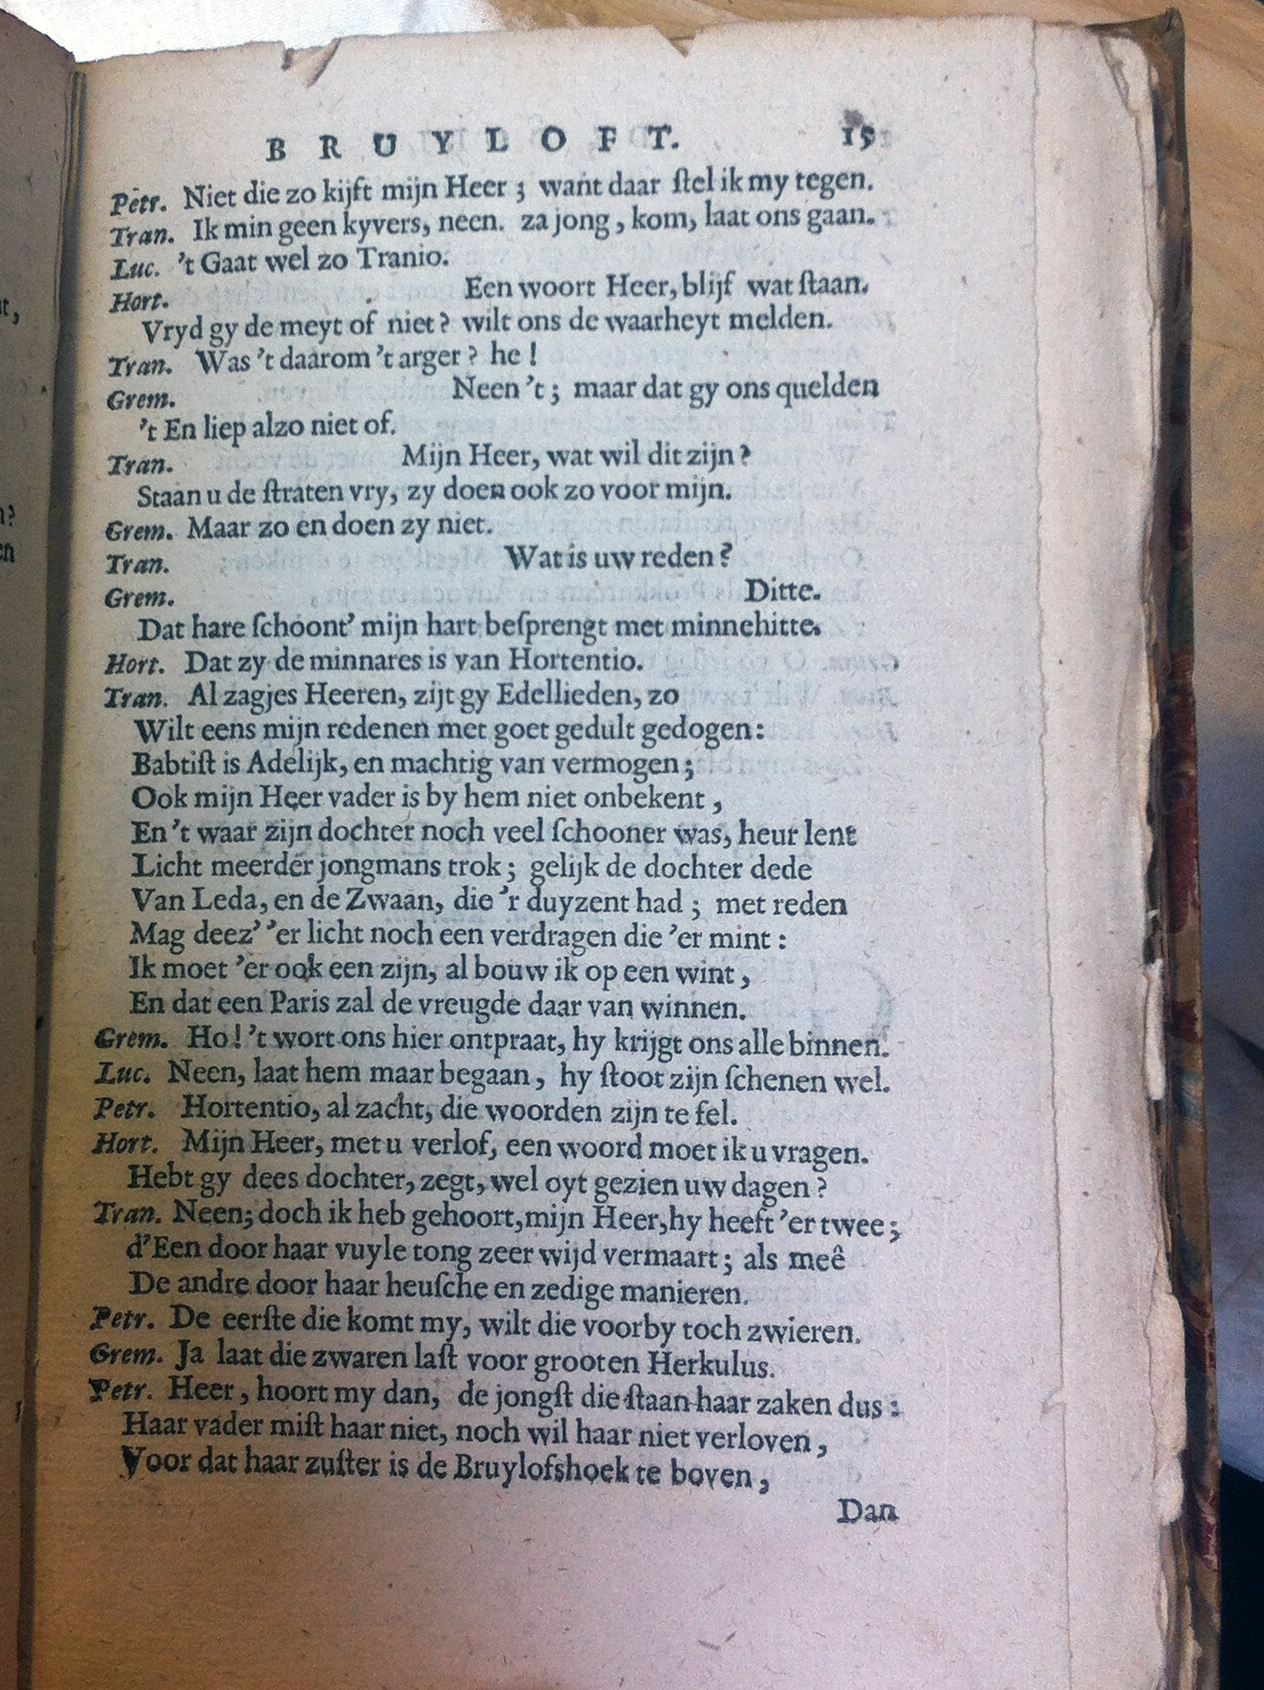 BRUYLOFT. 15
Petr. Niet die zo kijft mijn Heer ; want daar ſtel ik my tegen.
Tran. Ik min geen kyvers, neen. za jong, kom, laat ons gaan.
Luc. 't Gaat wel zo Tranio.
Hort. Een woort Heer, blijf wat ſtaan.
Vryd gy de meyt of niet? wilt ons de waarheyt melden.
Tran. Was 't daarom 't arger? he!
Grem. Neen 't; maar dat gy ons quelden
't En liep alzo niet of.
Tran. Mijn Heer, wat wil dit zijn?
Staan u de ſtraten vry, zy doen ook zo voor mijn.
Grem. Maar zo en doen zy niet.
Tran. Wat is uw reden?
Grem. Ditte.
Dat hare ſchoont' mijn hart beſprengt met minnehitte.
Hort. Dat zy de minnares is van Hortentio.
Tran. Al zagjes Heeren, zijt gy Edellieden, zo
Wilt eens mijn redenen met goet gedult gedogen:
Babtiſt is Adelijk, en machtig van vermogen;
Ook mijn Heer vader is by hem niet onbekent,
En 't waar zijn dochter noch veel ſchooner was, heur lent
Licht meerder jongmans trok; gelijk de dochter dede
Van Leda, en de Zwaan, die 'r duyzent had; met reden
Mag deez' 'er licht noch een verdragen die 'er mint:
Ik moet 'er ook een zijn, al bouw ik op een wint,
En dat een Paris zal de vreugde daar van winnen.
Grem. Ho! 't wort ons hier ontpraat, hy krijgt ons alle binnen.
Luc. Neen, laat hem maar begaan, hy ſtoot zijn ſchenen wel.
Petr. Hortentio, al zacht, die woorden zijn te fel.
Hort. Mijn Heer, met u verlof, een woord moet ik u vragen.
Hebt gy dees dochter, zegt, wel oyt gezien uw dagen?
Tran. Neen; doch ik heb gehoort, mijn Heer, hy heeft 'er twee;
d'Een door haar vuyle tong zeer wijd vermaart; als meê
De andre door haar heuſche en zedige manieren.
Petr. De eerſte die komt my, wilt die voorby toch zwieren.
Grem. Ja laat die zwaren laſt voor grooten Herkulus.
Petr. Heer, hoort my dan, de jongſt die ſtaan haar zaken dus:
Haar vader miſt haar niet, noch wil haar niet verloven,
Voor dat haar zuſter is de Bruylofshoek te boven,
Dan